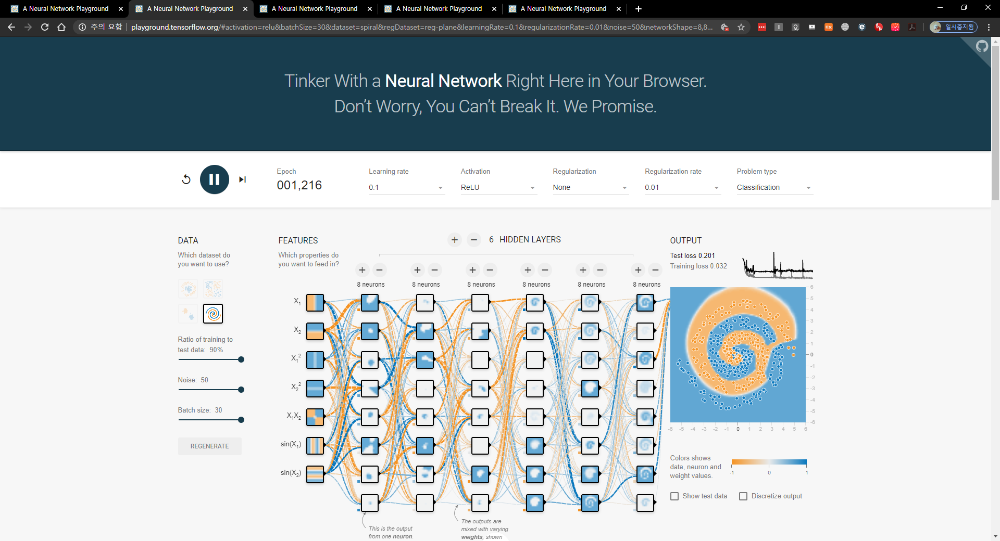 A Neural Network Playground
A Neural Network Playground
A Neural Network Playground
A Neural Network Playground
A Neural Network Playground
주의 요함
playground.tensorflow.org/#activation=relu&batchSize=30&dataset=spiral&regDataset=reg-plane&learningRate=0.1&regularizationRate=0.01&noise=50&networkShape=8,8...
EX
일시중지됨
Tinker With a Neural Network Right Here in Your Browser.
Don't Worry, You Can't Break It. We Promise.
Epoch
001,216
Learning rate
0.1
Activation
ReLU
Regularization
None
Regularization rate
0.01
Problem type
Classification
DATA
Which dataset do
you want to use?
Ratio of training to
test data: 90%
Noise: 50
Batch size: 30
REGENERATE
FEATURES
Which properties do
you want to feed in?
X1
X2
X1²
X2²
X1X2
sin(X1)
sin(X2)
6 HIDDEN LAYERS
8 neurons
8 neurons
8 neurons
8 neurons
8 neurons
8 neurons
This is the output
from one neuron.
The outputs are
mixed with varying
weights, shown
OUTPUT
Test loss 0.201
Training loss 0.032
6
5
4
3
2
1
0
-1
-2
-3
-4
-5
-6
-6 -5 -4 -3 -2 -1 0 1 2 3 4 5 6
Colors shows
data, neuron and
weight values.
-1 0 1
Show test data
Discretize output